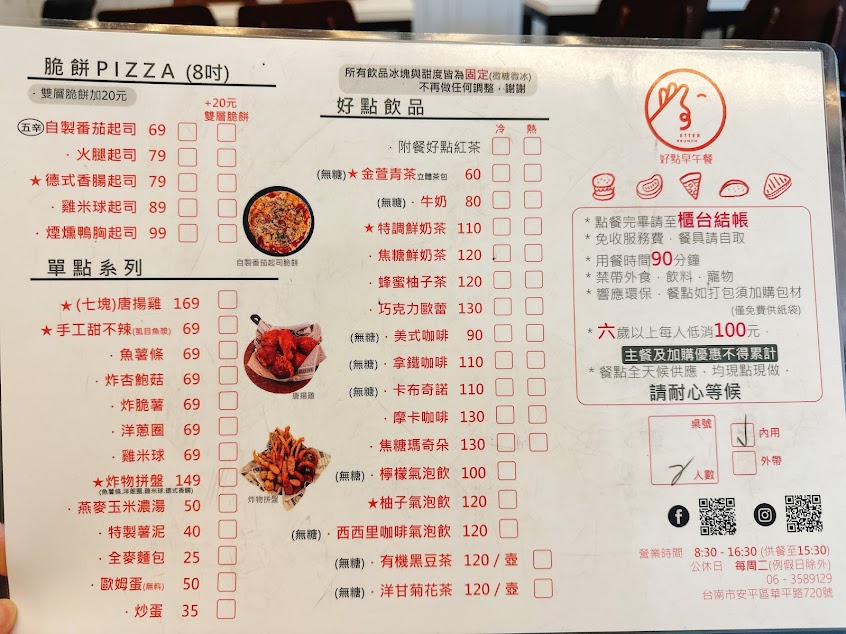 脆餅PIZZA (8吋)
·雙層脆餅加20元
+20元
雙層脆餅
五辛 自製番茄起司 69
·火腿起司 79
★德式香腸起司 79
·雞米球起司 89
·煙燻鴨胸起司 99
自製番茄起司脆餅
單點系列
★(七塊)唐揚雞 169
★手工甜不辣(虱目魚漿) 69
·魚薯條 69
·炸杏鮑菇 69
·炸脆薯 69
·洋蔥圈 69
·雞米球 69
★炸物拼盤 149
(魚薯條,洋蔥圈,雞米球,德式香腸)
·燕麥玉米濃湯 50
·特製薯泥 40
·全麥麵包 25
·歐姆蛋(無料) 50
·炒蛋 35
唐揚雞
炸物拼盤
所有飲品冰塊與甜度皆為固定(微糖微冰)
不再做任何調整，謝謝
好點飲品
冷 熱
·附餐好點紅茶
(無糖)★金萱青茶立體茶包 60
(無糖)·牛奶 80
★特調鮮奶茶 110
·焦糖鮮奶茶 120
·蜂蜜柚子茶 120
·巧克力歐蕾 130
(無糖)·美式咖啡 90
(無糖)·拿鐵咖啡 110
(無糖)·卡布奇諾 110
·摩卡咖啡 130
·焦糖瑪奇朵 130
(無糖)·檸檬氣泡飲 100
★柚子氣泡飲 120
(無糖)·西西里咖啡氣泡飲 120
(無糖)·有機黑豆茶 120 / 壺
(無糖)·洋甘菊花茶 120 / 壺
ETTER
BRUNCH
好點早午餐
*點餐完畢請至櫃台結帳
*免收服務費．餐具請自取
*用餐時間90分鐘
*禁帶外食．飲料．寵物
*響應環保．餐點如打包須加購包材
(僅免費供紙袋)
*六歲以上每人低消100元．
主餐及加購優惠不得累計
*餐點全天候供應．均現點現做．
請耐心等候
桌號
2 人數
內用
外帶
營業時間 8:30 - 16:30 (供餐至15:30)
公休日 每周二(例假日除外)
06 - 3589129
台南市安平區華平路720號